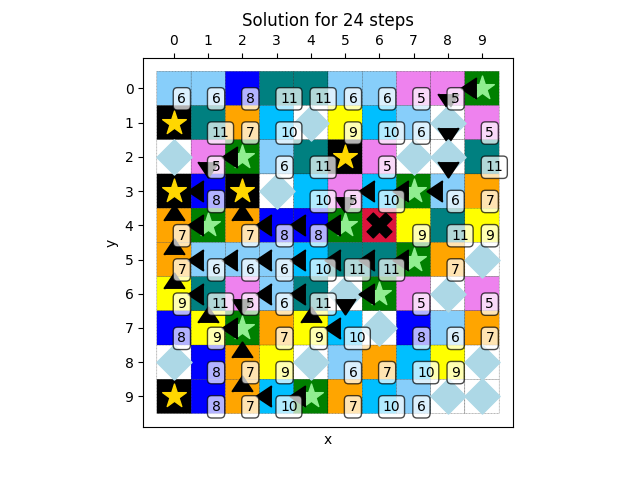 Solution for 24 steps
0 1 2 3 4 5 6 7 8 9
0 6 6 8 11 11 6 6 5 5
1 11 7 10 9 10 6 5
2 5 6 11 5 11
3 8 10 5 10 6 7
y
4 7 7 8 8 9 11 9
5 7 6 6 6 10 11 11 7
6 9 11 5 6 11 5 5
7 8 9 7 9 10 8 6 7
8 8 7 9 6 7 10 9
9 8 7 10 7 10 6
x